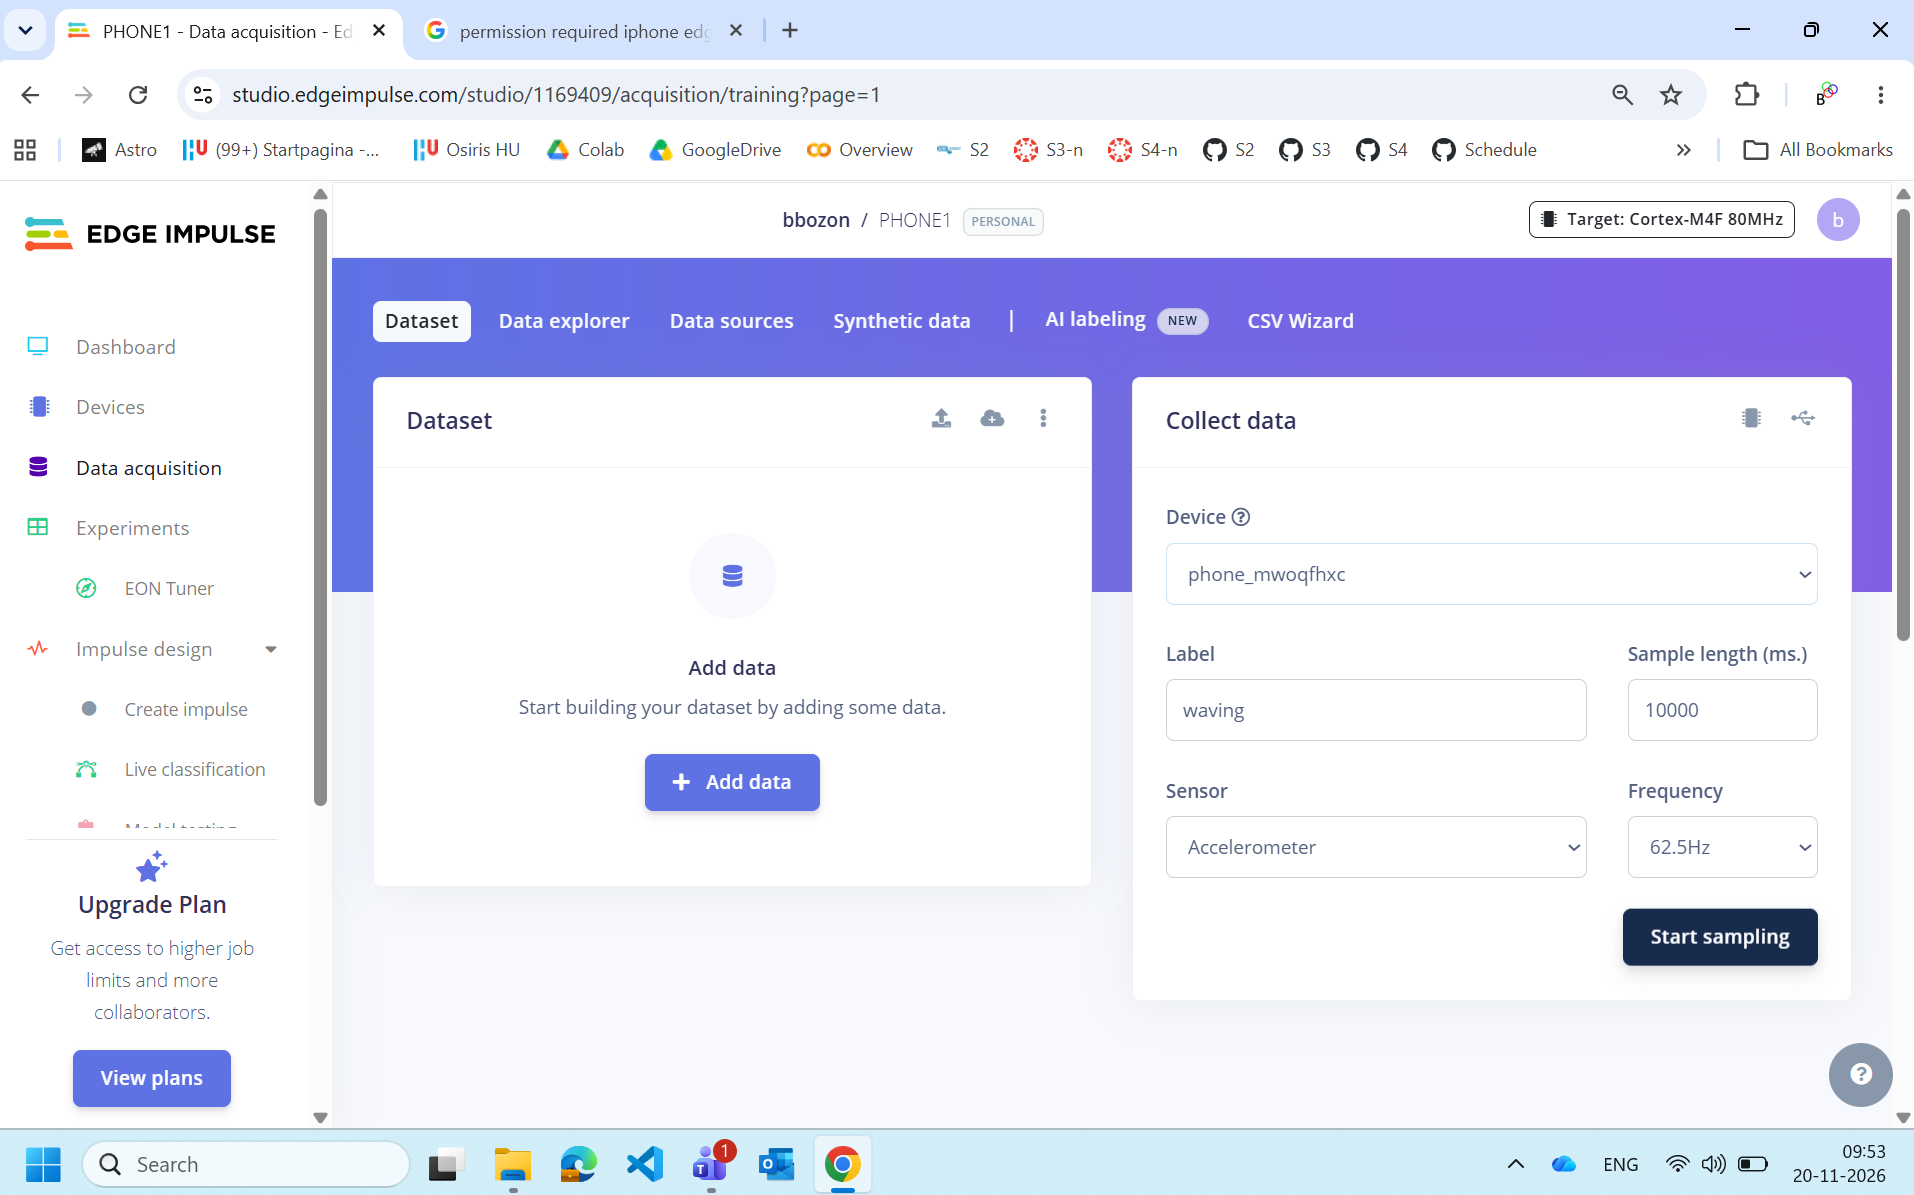 PHONE1 - Data acquisition - Ed
permission required iphone edg
studio.edgeimpulse.com/studio/1169409/acquisition/training?page=1
B
Astro
(99+) Startpagina -...
Osiris HU
Colab
GoogleDrive
Overview
S2
S3-n
S4-n
S2
S3
S4
Schedule
All Bookmarks
EDGE IMPULSE
bbozon / PHONE1 PERSONAL
Target: Cortex-M4F 80MHz
b
Dashboard
Devices
Data acquisition
Experiments
EON Tuner
Impulse design
Create impulse
Live classification
Model testing
Upgrade Plan
Get access to higher job
limits and more
collaborators.
View plans
Dataset
Data explorer
Data sources
Synthetic data
|
AI labeling NEW
CSV Wizard
Dataset
Add data
Start building your dataset by adding some data.
+ Add data
Collect data
Device ?
phone_mwoqfhxc
Label
Sample length (ms.)
waving
10000
Sensor
Frequency
Accelerometer
62.5Hz
Start sampling
?
Search
1
ENG
09:53
20-11-2026